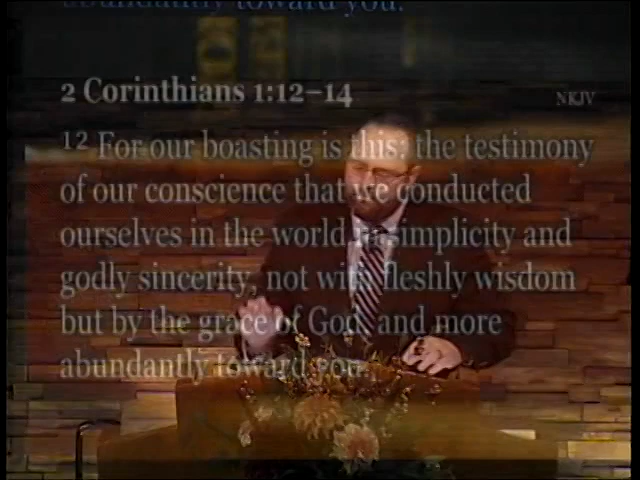 abundantly toward you.
2 Corinthians 1:12–14
NKJV
12 For our boasting is this: the testimony
of our conscience that we conducted
ourselves in the world in simplicity and
godly sincerity, not with fleshly wisdom
but by the grace of God, and more
abundantly toward you.